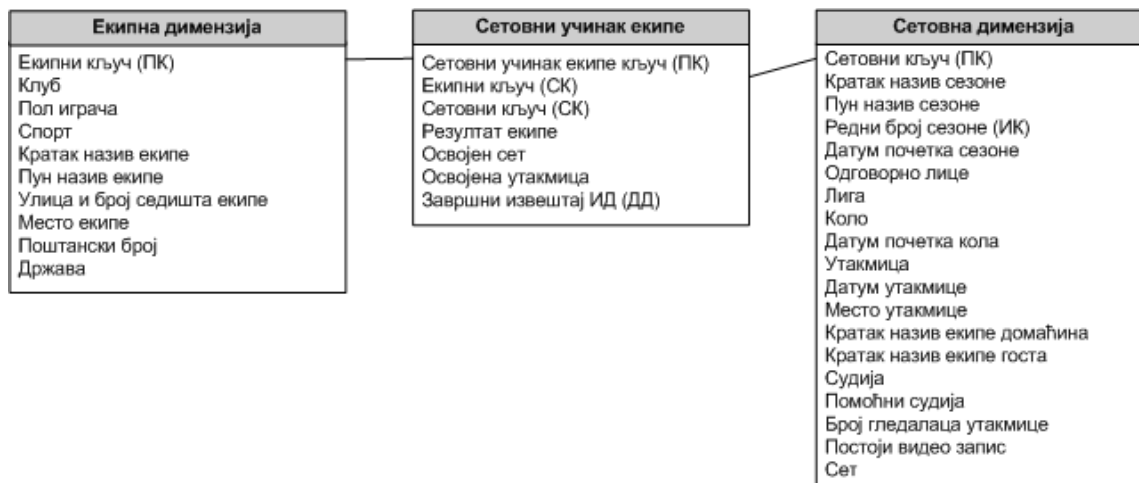 Екипна димензија
Екипни кључ (ПК)
Клуб
Пол играча
Спорт
Кратак назив екипе
Пун назив екипе
Улица и број седишта екипе
Место екипе
Поштански број
Држава
Сетовни учинак екипе
Сетовни учинак екипе кључ (ПК)
Екипни кључ (СК)
Сетовни кључ (СК)
Резултат екипе
Освојен сет
Освојена утакмица
Завршни извештај ИД (ДД)
Сетовна димензија
Сетовни кључ (ПК)
Кратак назив сезоне
Пун назив сезоне
Редни број сезоне (ИК)
Датум почетка сезоне
Одговорно лице
Лига
Коло
Датум почетка кола
Утакмица
Датум утакмице
Место утакмице
Кратак назив екипе домаћина
Кратак назив екипе госта
Судија
Помоћни судија
Број гледалаца утакмице
Постоји видео запис
Сет